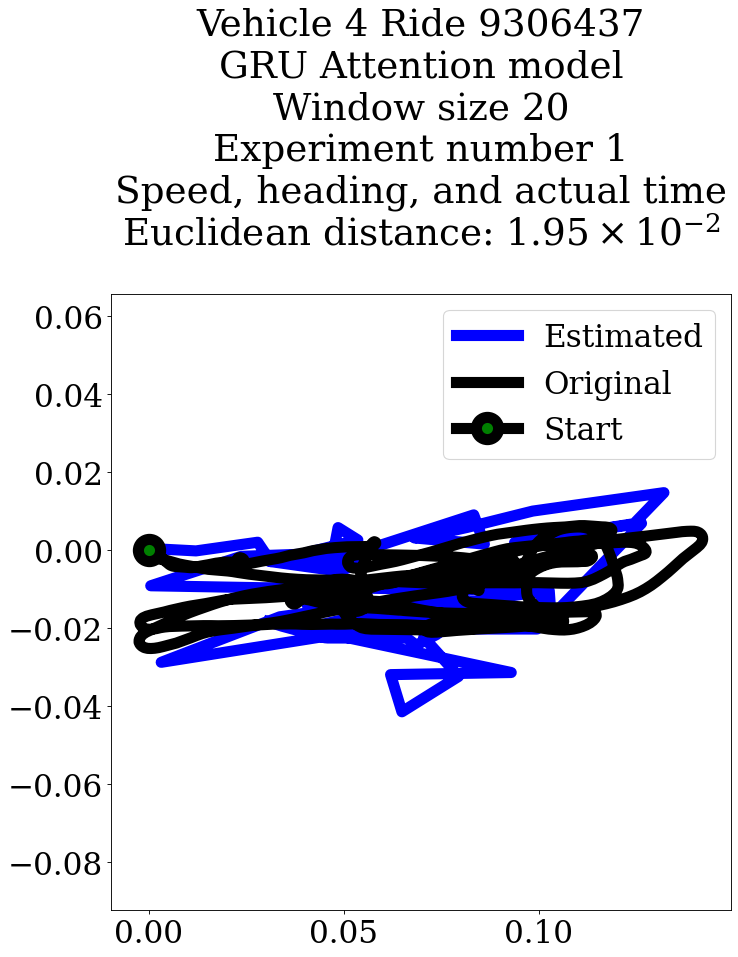 Vehicle 4 Ride 9306437
GRU Attention model
Window size 20
Experiment number 1
Speed, heading, and actual time
Euclidean distance: 1.95 × 10⁻²
Estimated
Original
Start
0.06
0.04
0.02
0.00
−0.02
−0.04
−0.06
−0.08
0.00 0.05 0.10